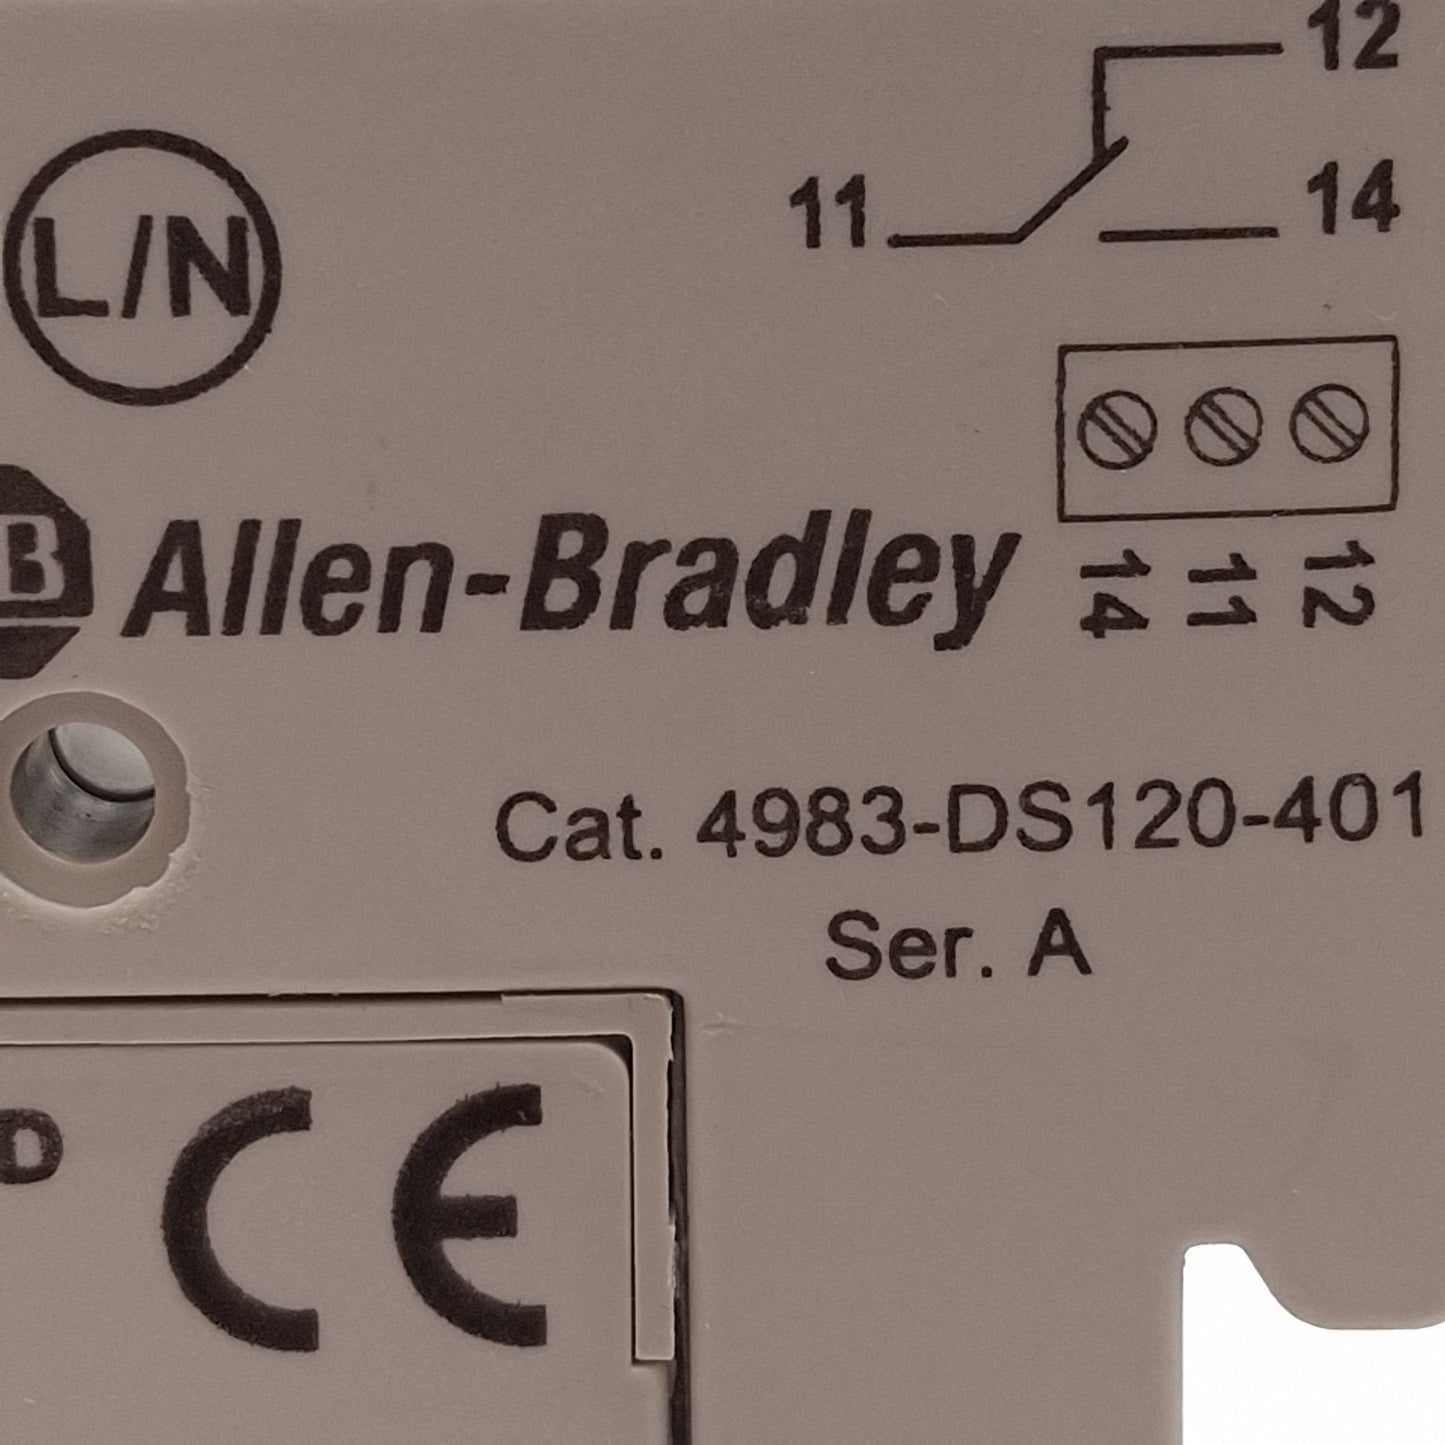 12
11
14
L/N
B Allen-Bradley
14 11 12
Cat. 4983-DS120-401
Ser. A
D CE